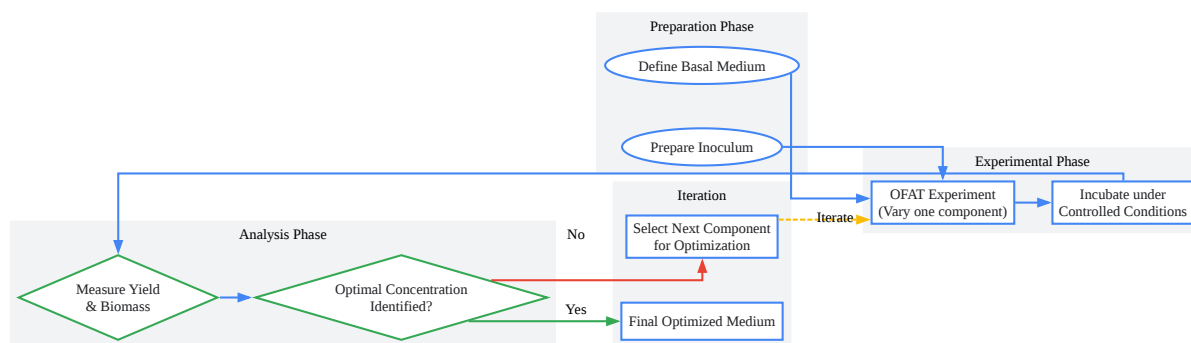 Preparation Phase
Define Basal Medium
Prepare Inoculum
Experimental Phase
OFAT Experiment
(Vary one component)
Incubate under
Controlled Conditions
Iteration
Select Next Component
for Optimization
Iterate
Final Optimized Medium
Analysis Phase
Measure Yield
& Biomass
Optimal Concentration
Identified?
No
Yes